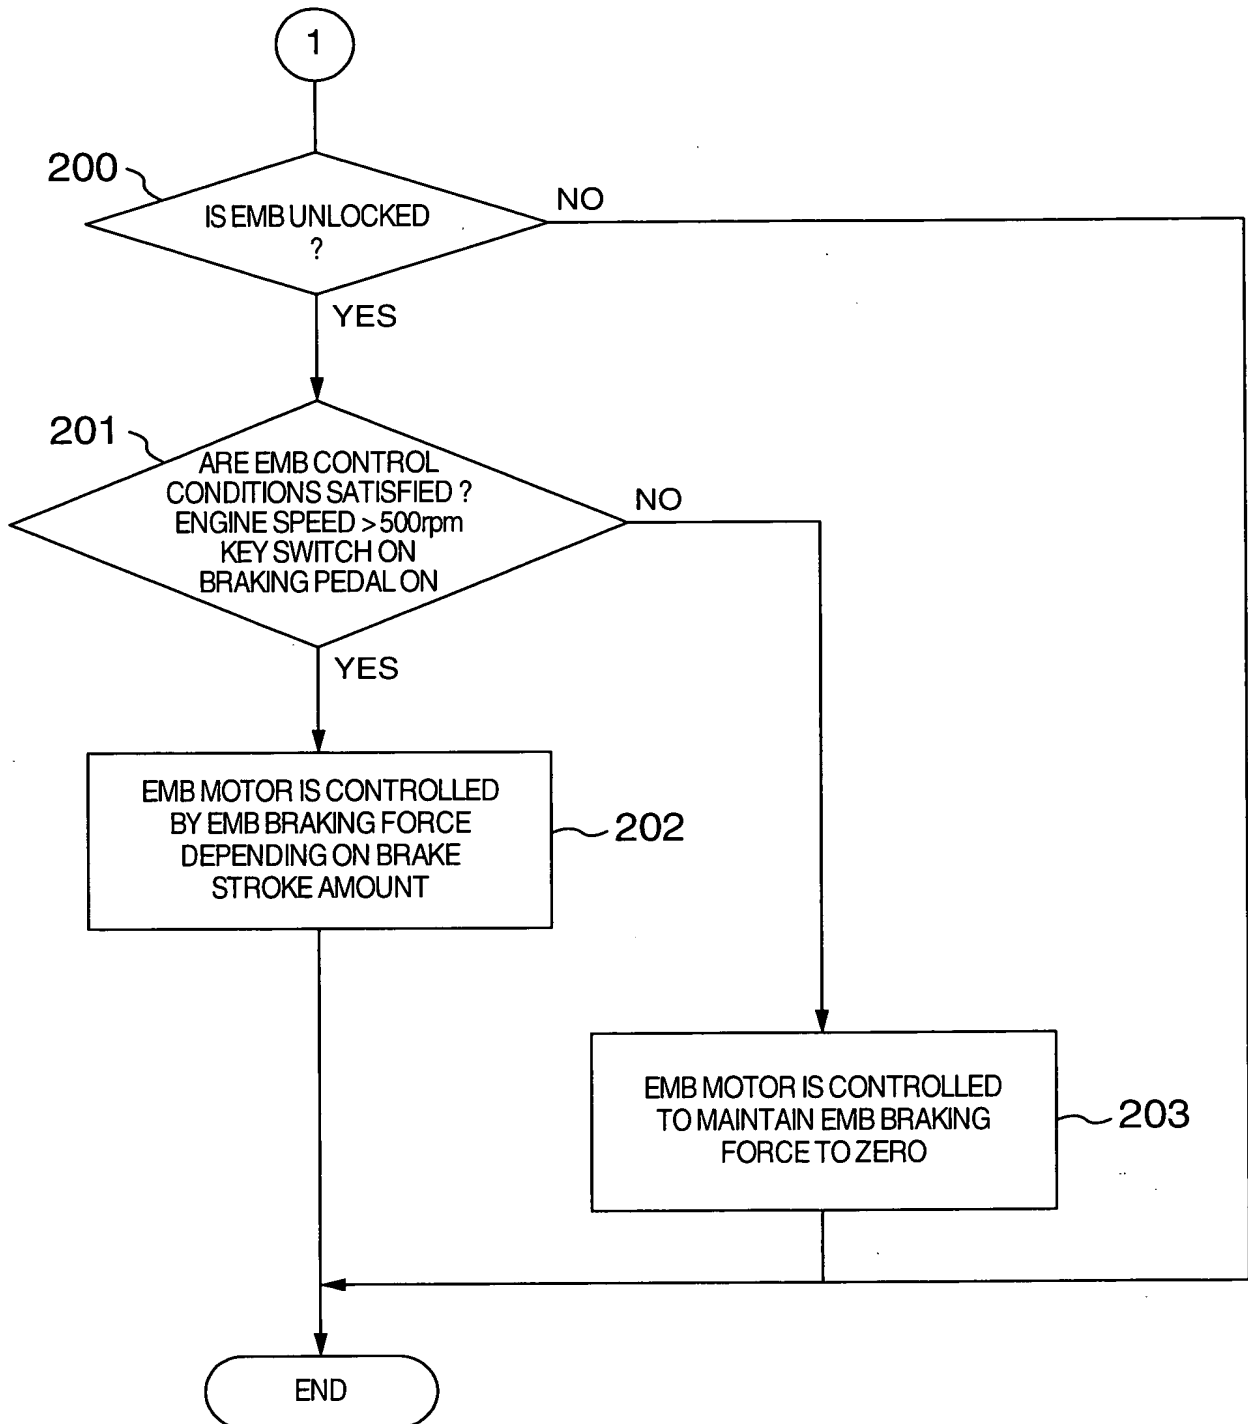 1
200
IS EMB UNLOCKED
?
NO
YES
201
ARE EMB CONTROL
CONDITIONS SATISFIED ?
ENGINE SPEED > 500rpm
KEY SWITCH ON
BRAKING PEDAL ON
NO
YES
EMB MOTOR IS CONTROLLED
BY EMB BRAKING FORCE
DEPENDING ON BRAKE
STROKE AMOUNT
202
EMB MOTOR IS CONTROLLED
TO MAINTAIN EMB BRAKING
FORCE TO ZERO
203
END